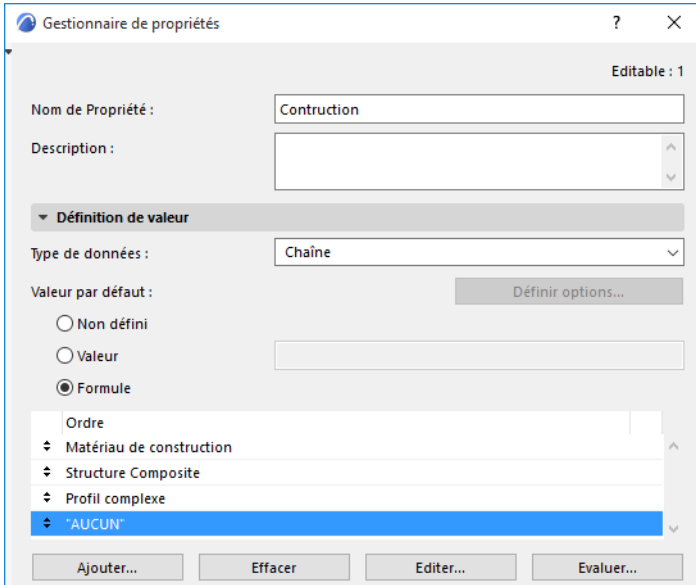 Gestionnaire de propriétés
?
Editable : 1
Nom de Propriété :
Contruction
Description :
Définition de valeur
Type de données :
Chaîne
Valeur par défaut :
Définir options...
Non défini
Valeur
Formule
Ordre
Matériau de construction
Structure Composite
Profil complexe
"AUCUN"
Ajouter... Effacer Editer... Evaluer...